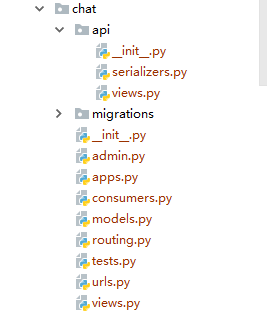 chat
api
__init__.py
serializers.py
views.py
migrations
__init__.py
admin.py
apps.py
consumers.py
models.py
routing.py
tests.py
urls.py
views.py